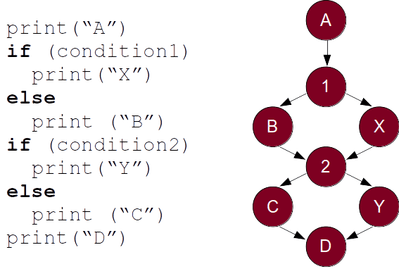 print(“A”)
if (condition1)
print(“X”)
else
print (“B”)
if (condition2)
print(“Y”)
else
print (“C”)
print(“D”)
A
1
B X
2
C Y
D